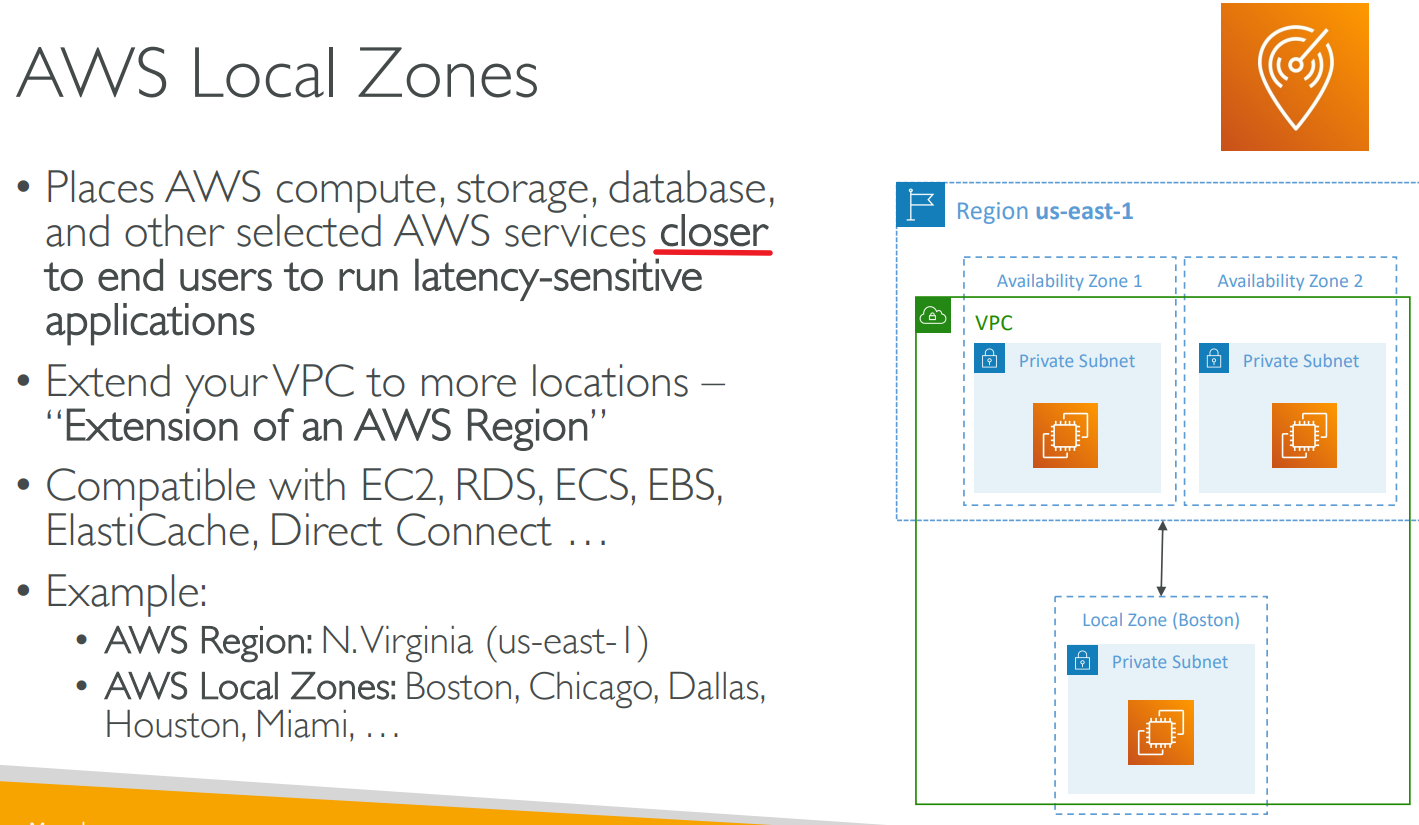 AWS Local Zones
• Places AWS compute, storage, database,
and other selected AWS services closer
to end users to run latency-sensitive
applications
• Extend your VPC to more locations –
“Extension of an AWS Region”
• Compatible with EC2, RDS, ECS, EBS,
ElastiCache, Direct Connect …
• Example:
• AWS Region: N. Virginia (us-east-1)
• AWS Local Zones: Boston, Chicago, Dallas,
Houston, Miami, …
Region us-east-1
Availability Zone 1
Availability Zone 2
VPC
Private Subnet
Private Subnet
Local Zone (Boston)
Private Subnet